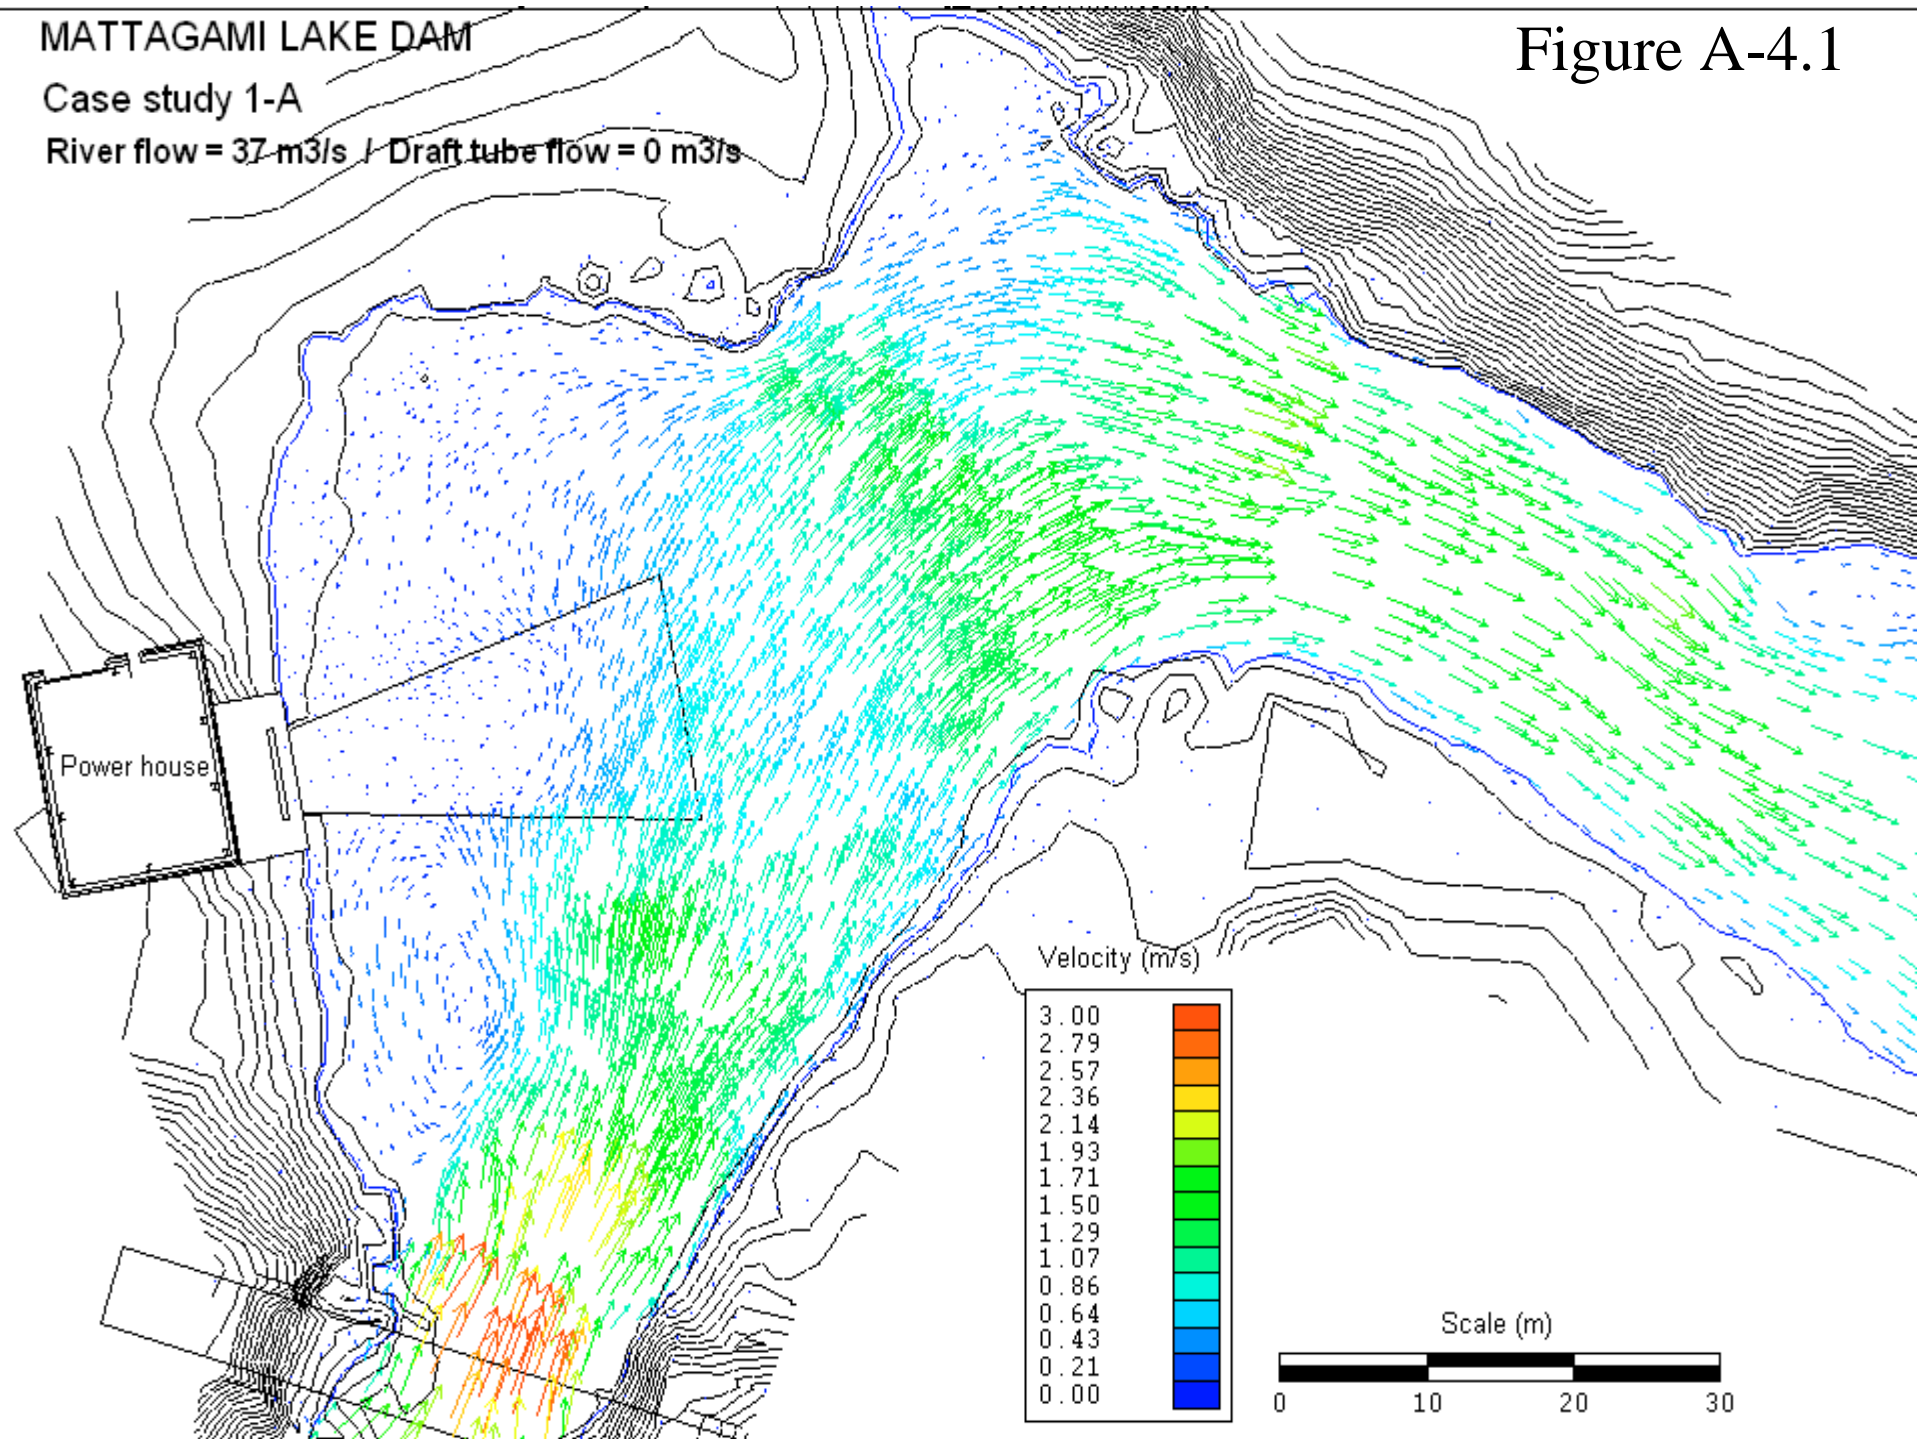 MATTAGAMI LAKE DAM
Figure A-4.1
Case study 1-A
River flow = 37 m3/s / Draft tube flow = 0 m3/s
Power house
Velocity (m/s)
3.00
2.79
2.57
2.36
2.14
1.93
1.71
1.50
1.29
1.07
0.86
0.64
0.43
0.21
0.00
Scale (m)
0 10 20 30